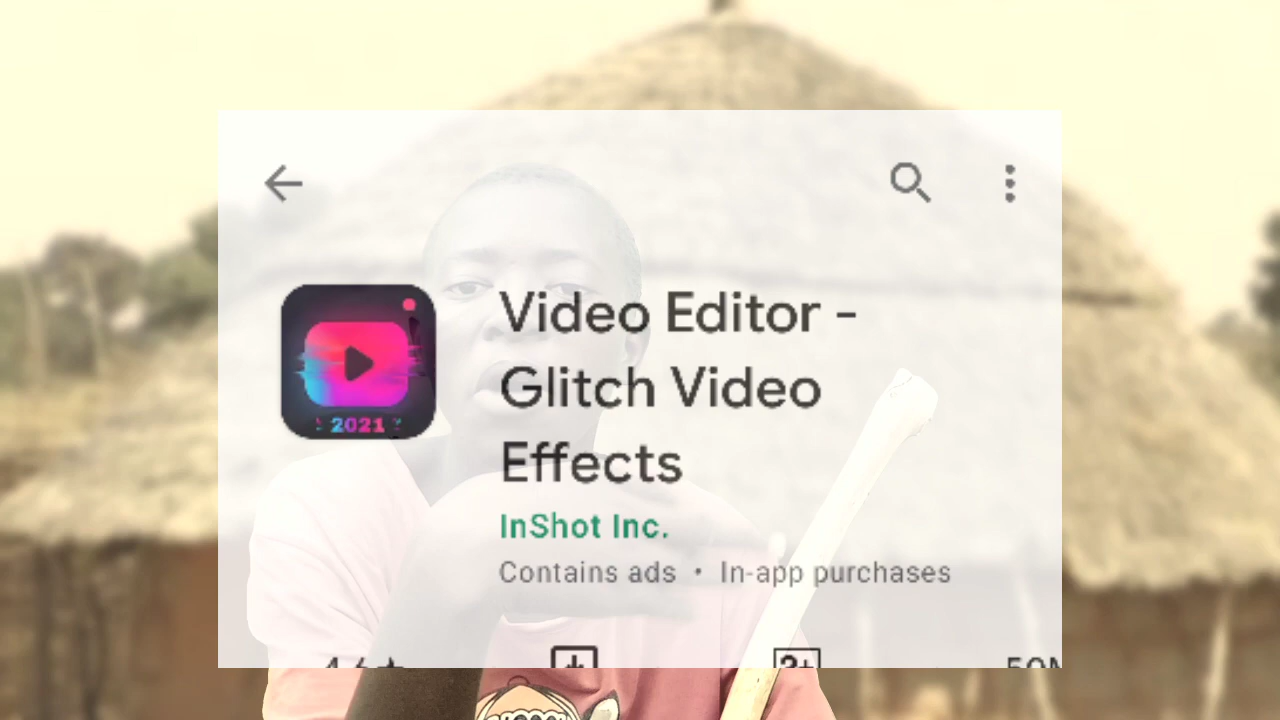 Video Editor -
Glitch Video
Effects
2021
InShot Inc.
Contains ads • In-app purchases